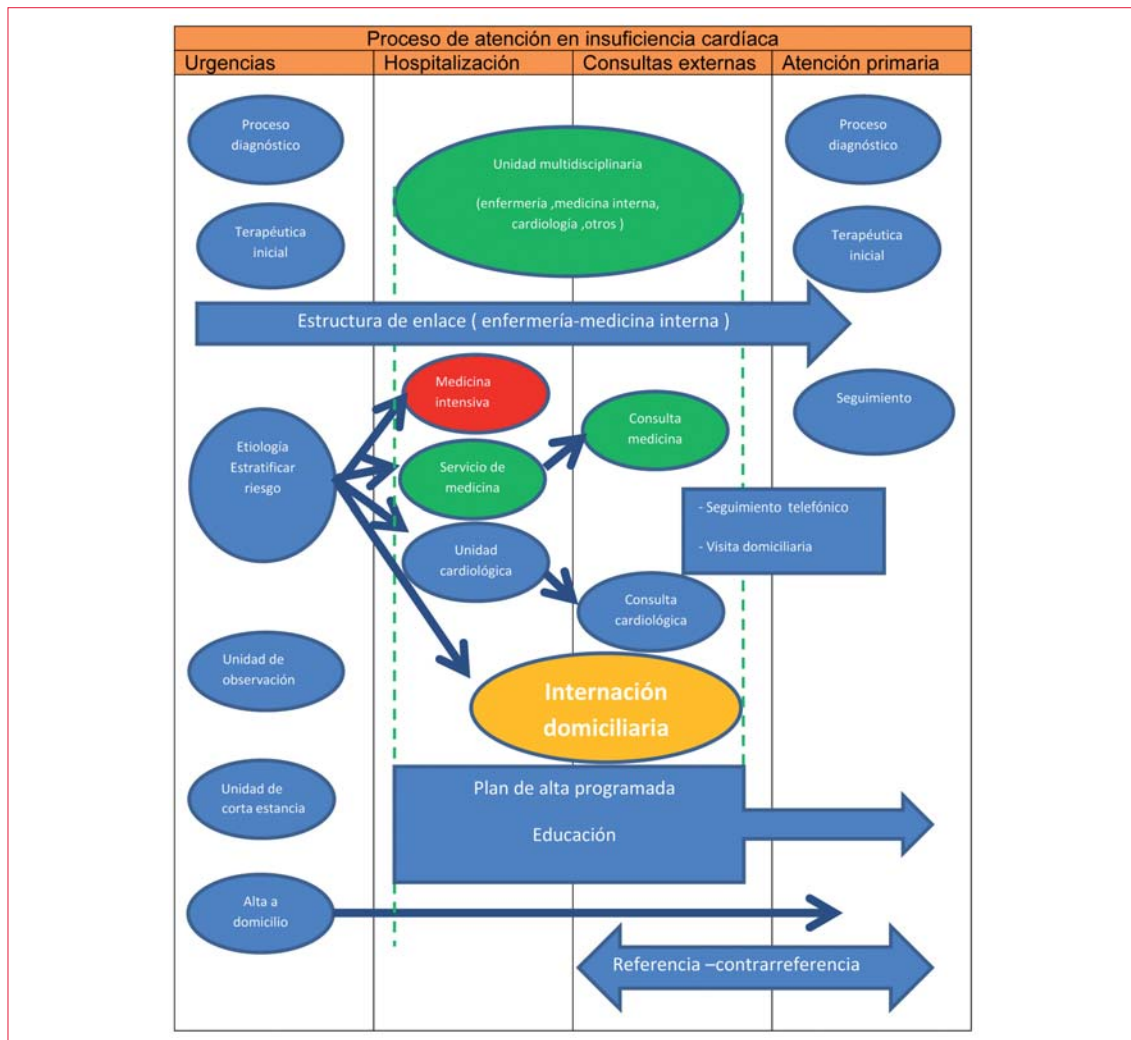 Proceso de atención en insuficiencia cardíaca
Urgencias
Hospitalización
Consultas externas
Atención primaria
Proceso
diagnóstico
Unidad multidisciplinaria
(enfermería ,medicina interna,
cardiología ,otros )
Proceso
diagnóstico
Terapéutica
inicial
Terapéutica
inicial
Estructura de enlace ( enfermería-medicina interna )
Etiología
Estratificar
riesgo
Medicina
intensiva
Servicio de
medicina
Unidad
cardiológica
Consulta
medicina
Consulta
cardiológica
Seguimiento
- Seguimiento telefónico
- Visita domiciliaria
Unidad de
observación
Internación
domiciliaria
Unidad de
corta estancia
Plan de alta programada
Educación
Alta a
domicilio
Referencia –contrarreferencia